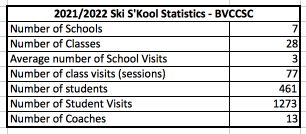 2021/2022 Ski S'Kool Statistics - BVCCSC
Number of Schools 7
Number of Classes 28
Average number of School Visits 3
Number of class visits (sessions) 77
Number of students 461
Number of Student Visits 1273
Number of Coaches 13